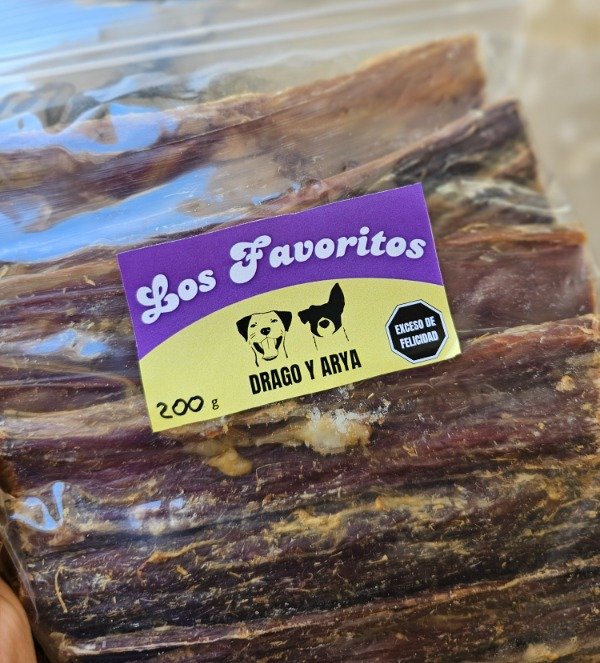 Los Favoritos
EXCESO DE
FELICIDAD
DRAGO Y ARYA
200 g